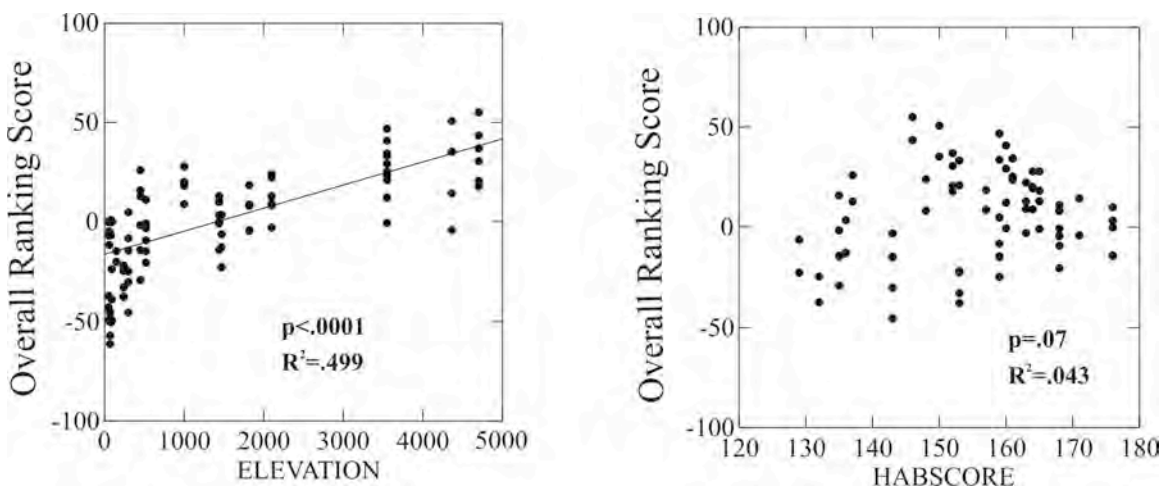 Overall Ranking Score
100
50
0
-50
-100
p<.0001
R²=.499
0 1000 2000 3000 4000 5000
ELEVATION
Overall Ranking Score
100
50
0
-50
-100
p=.07
R²=.043
120 130 140 150 160 170 180
HABSCORE